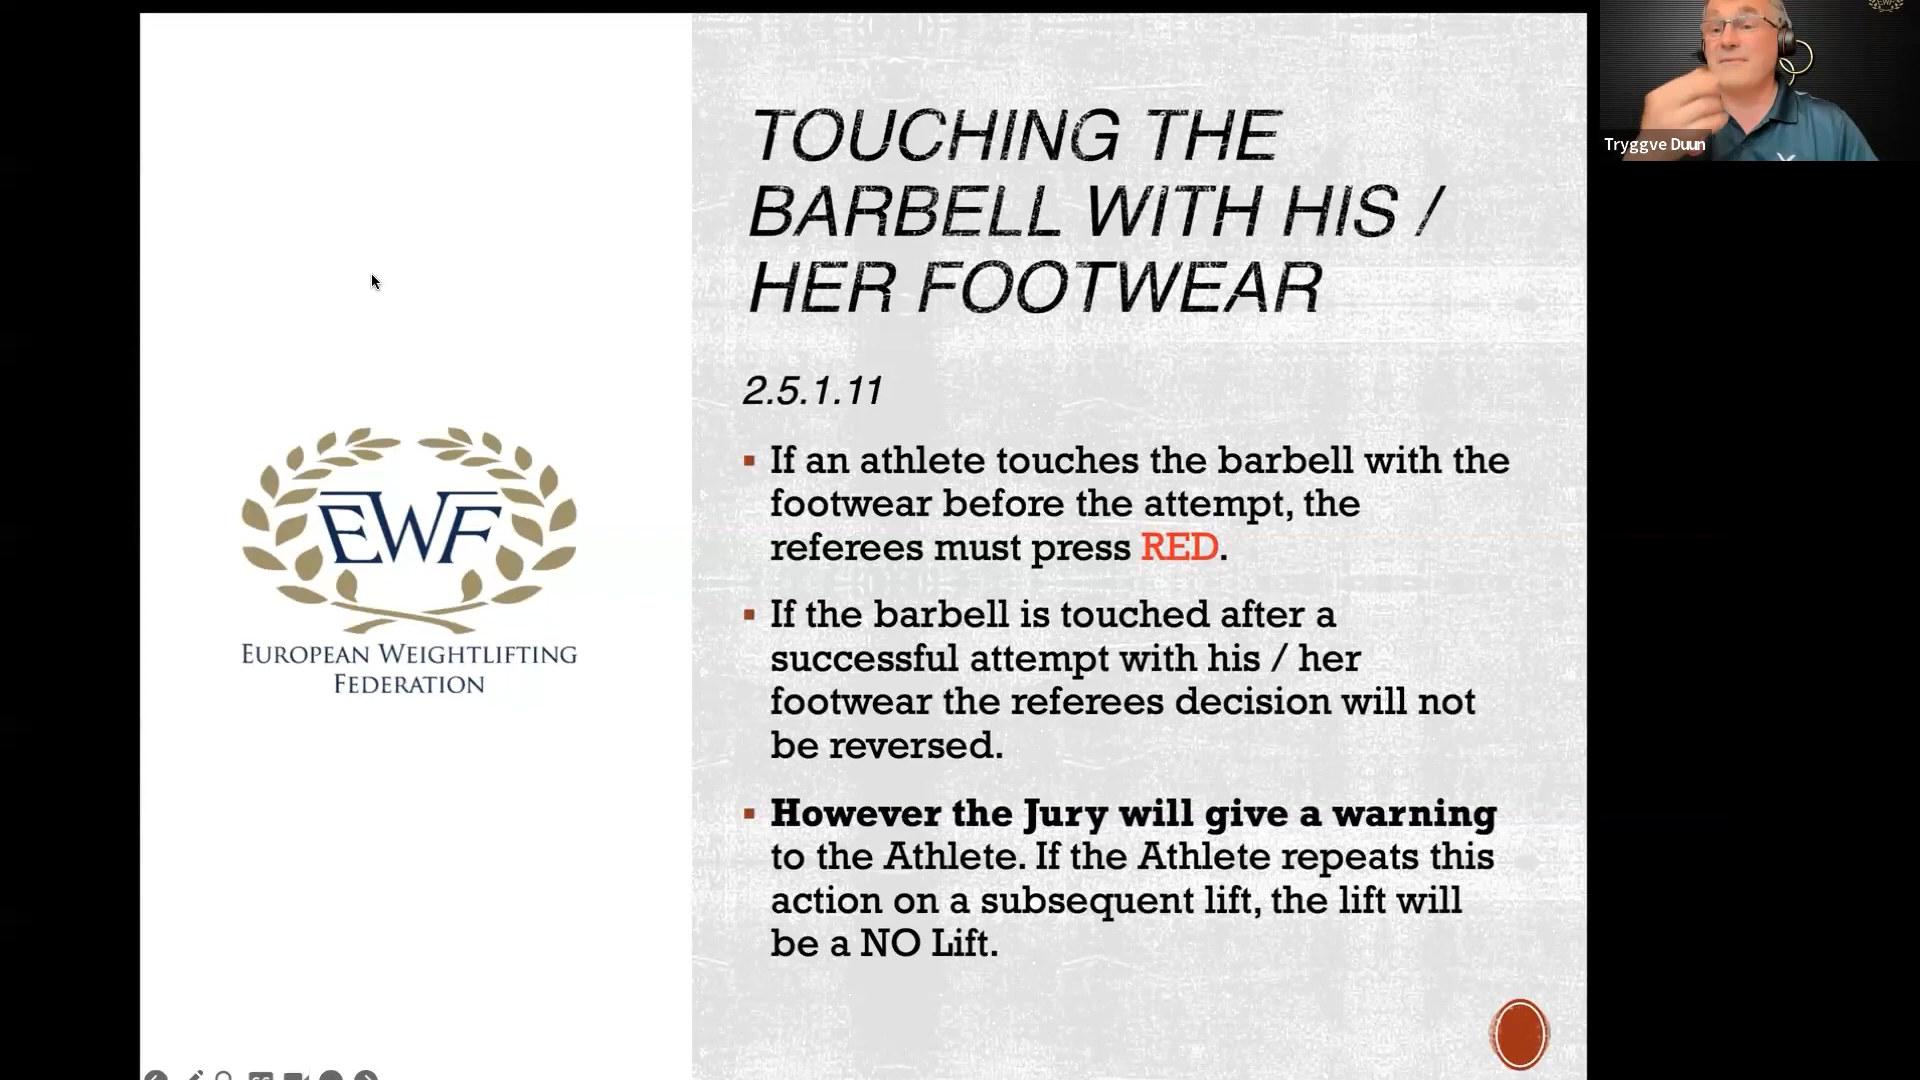 TOUCHING THE
BARBELL WITH HIS /
HER FOOTWEAR
2.5.1.11
If an athlete touches the barbell with the
footwear before the attempt, the
referees must press RED.
If the barbell is touched after a
successful attempt with his / her
footwear the referees decision will not
be reversed.
However the Jury will give a warning
to the Athlete. If the Athlete repeats this
action on a subsequent lift, the lift will
be a NO Lift.
EWF
EUROPEAN WEIGHTLIFTING
FEDERATION
Tryggve Duun